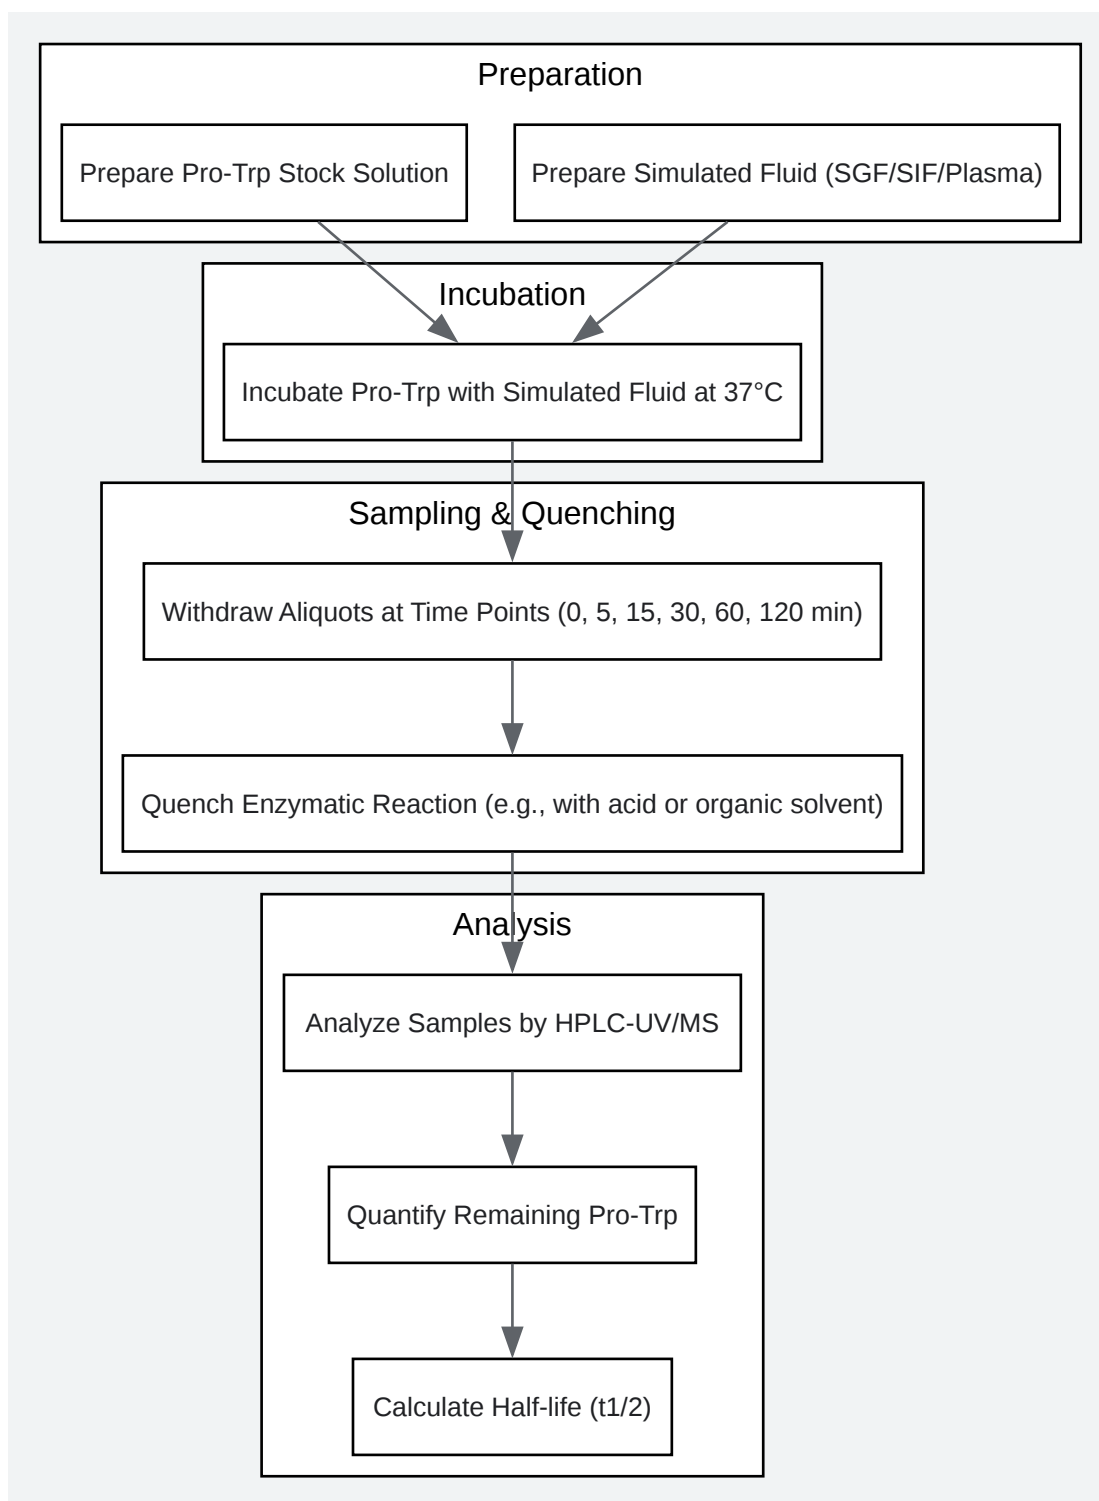 Preparation
Prepare Pro-Trp Stock Solution
Prepare Simulated Fluid (SGF/SIF/Plasma)
Incubation
Incubate Pro-Trp with Simulated Fluid at 37°C
Sampling & Quenching
Withdraw Aliquots at Time Points (0, 5, 15, 30, 60, 120 min)
Quench Enzymatic Reaction (e.g., with acid or organic solvent)
Analysis
Analyze Samples by HPLC-UV/MS
Quantify Remaining Pro-Trp
Calculate Half-life (t1/2)